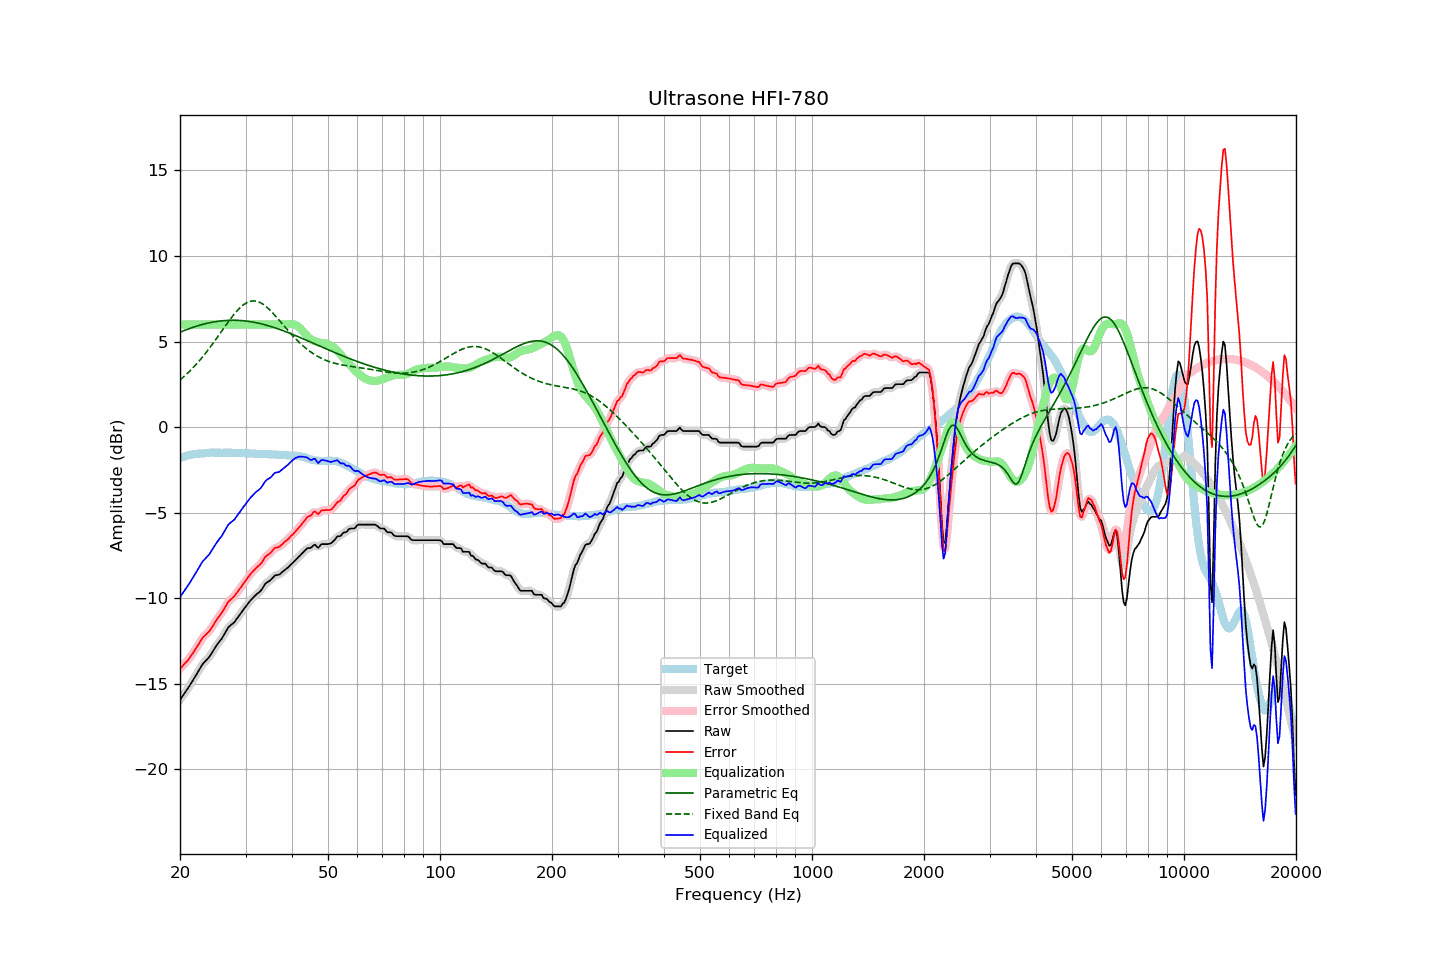 Ultrasone HFI-780
Amplitude (dBr)
15
10
5
0
−5
−10
−15
−20
Target
Raw Smoothed
Error Smoothed
Raw
Error
Equalization
Parametric Eq
Fixed Band Eq
Equalized
20 50 100 200 500 1000 2000 5000 10000 20000
Frequency (Hz)